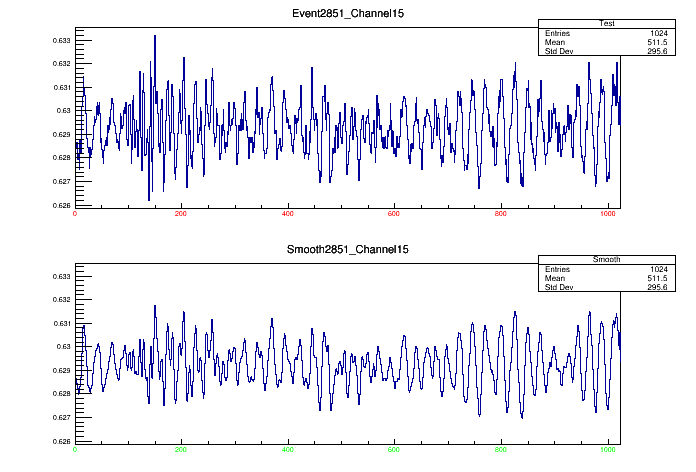 Event2851_Channel15
Test
Entries 1024
Mean 511.5
Std Dev 295.6
0.633
0.632
0.631
0.63
0.629
0.628
0.627
0.626
0 200 400 600 800 1000
Smooth2851_Channel15
Smooth
Entries 1024
Mean 511.5
Std Dev 295.6
0.633
0.632
0.631
0.63
0.629
0.628
0.627
0.626
0 200 400 600 800 1000